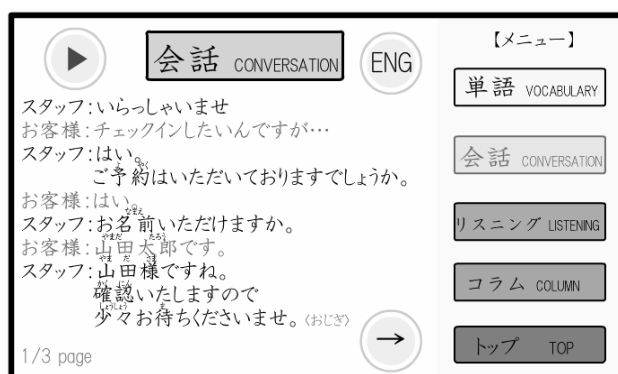 会話 CONVERSATION
ENG
スタッフ:いらっしゃいませ
お客様:チェックインしたいんですが…
スタッフ:はい。
ご予約はいただいておりますでしょうか。
お客様:はい。
スタッフ:お名前いただけますか。
お客様:山田太郎です。
スタッフ:山田様ですね。
確認いたしますので
少々お待ちくださいませ。〈おじぎ〉
1/3 page
→
【メニュー】
単語 VOCABULARY
会話 CONVERSATION
リスニング LISTENING
コラム COLUMN
トップ TOP